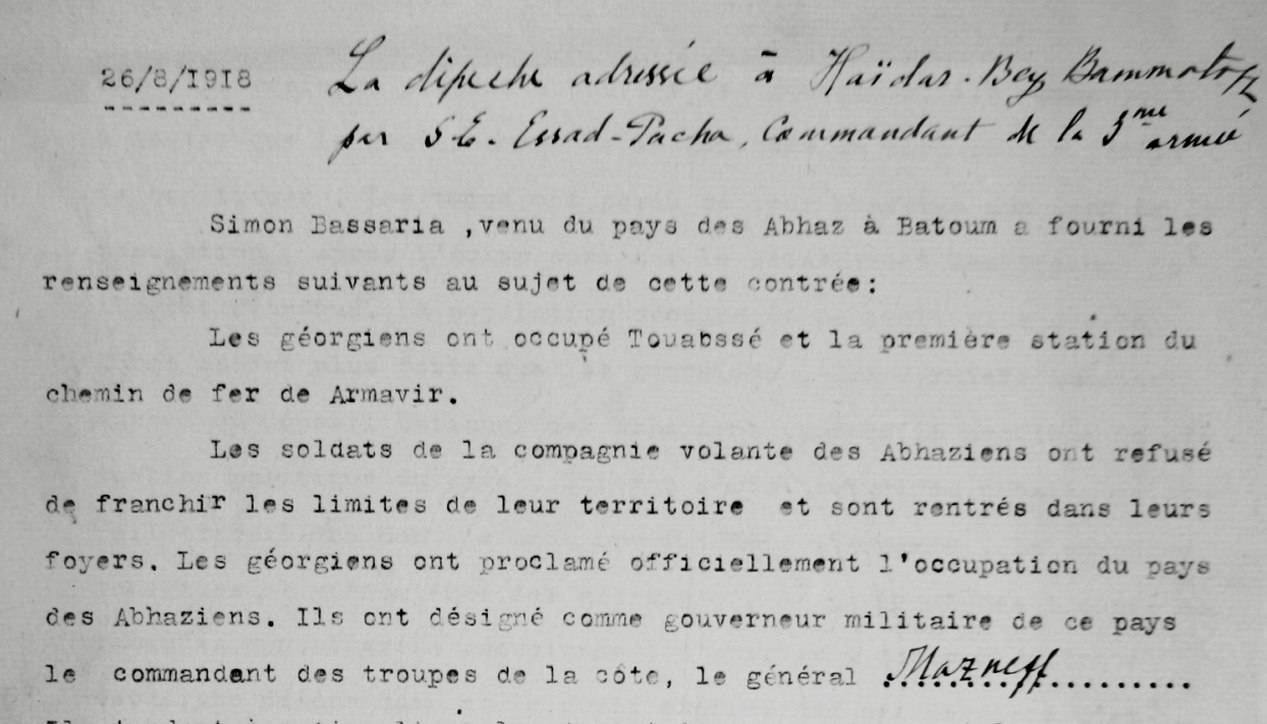 26/8/1918
La dépeche adressée à Haïdar-Bey Bammatoff
par S.E. Essad-Pacha, Commandant de la 3me armée
Simon Bassaria ,venu du pays des Abhaz à Batoum a fourni les
renseignements suivants au sujet de cette contrée:
Les géorgiens ont occupé Touabssé et la première station du
chemin de fer de Armavir.
Les soldats de la compagnie volante des Abhaziens ont refusé
de franchir les limites de leur territoire et sont rentrés dans leurs
foyers. Les géorgiens ont proclamé officiellement l'occupation du pays
des Abhaziens. Ils ont désigné comme gouverneur militaire de ce pays
le commandant des troupes de la côte, le général Mazneff